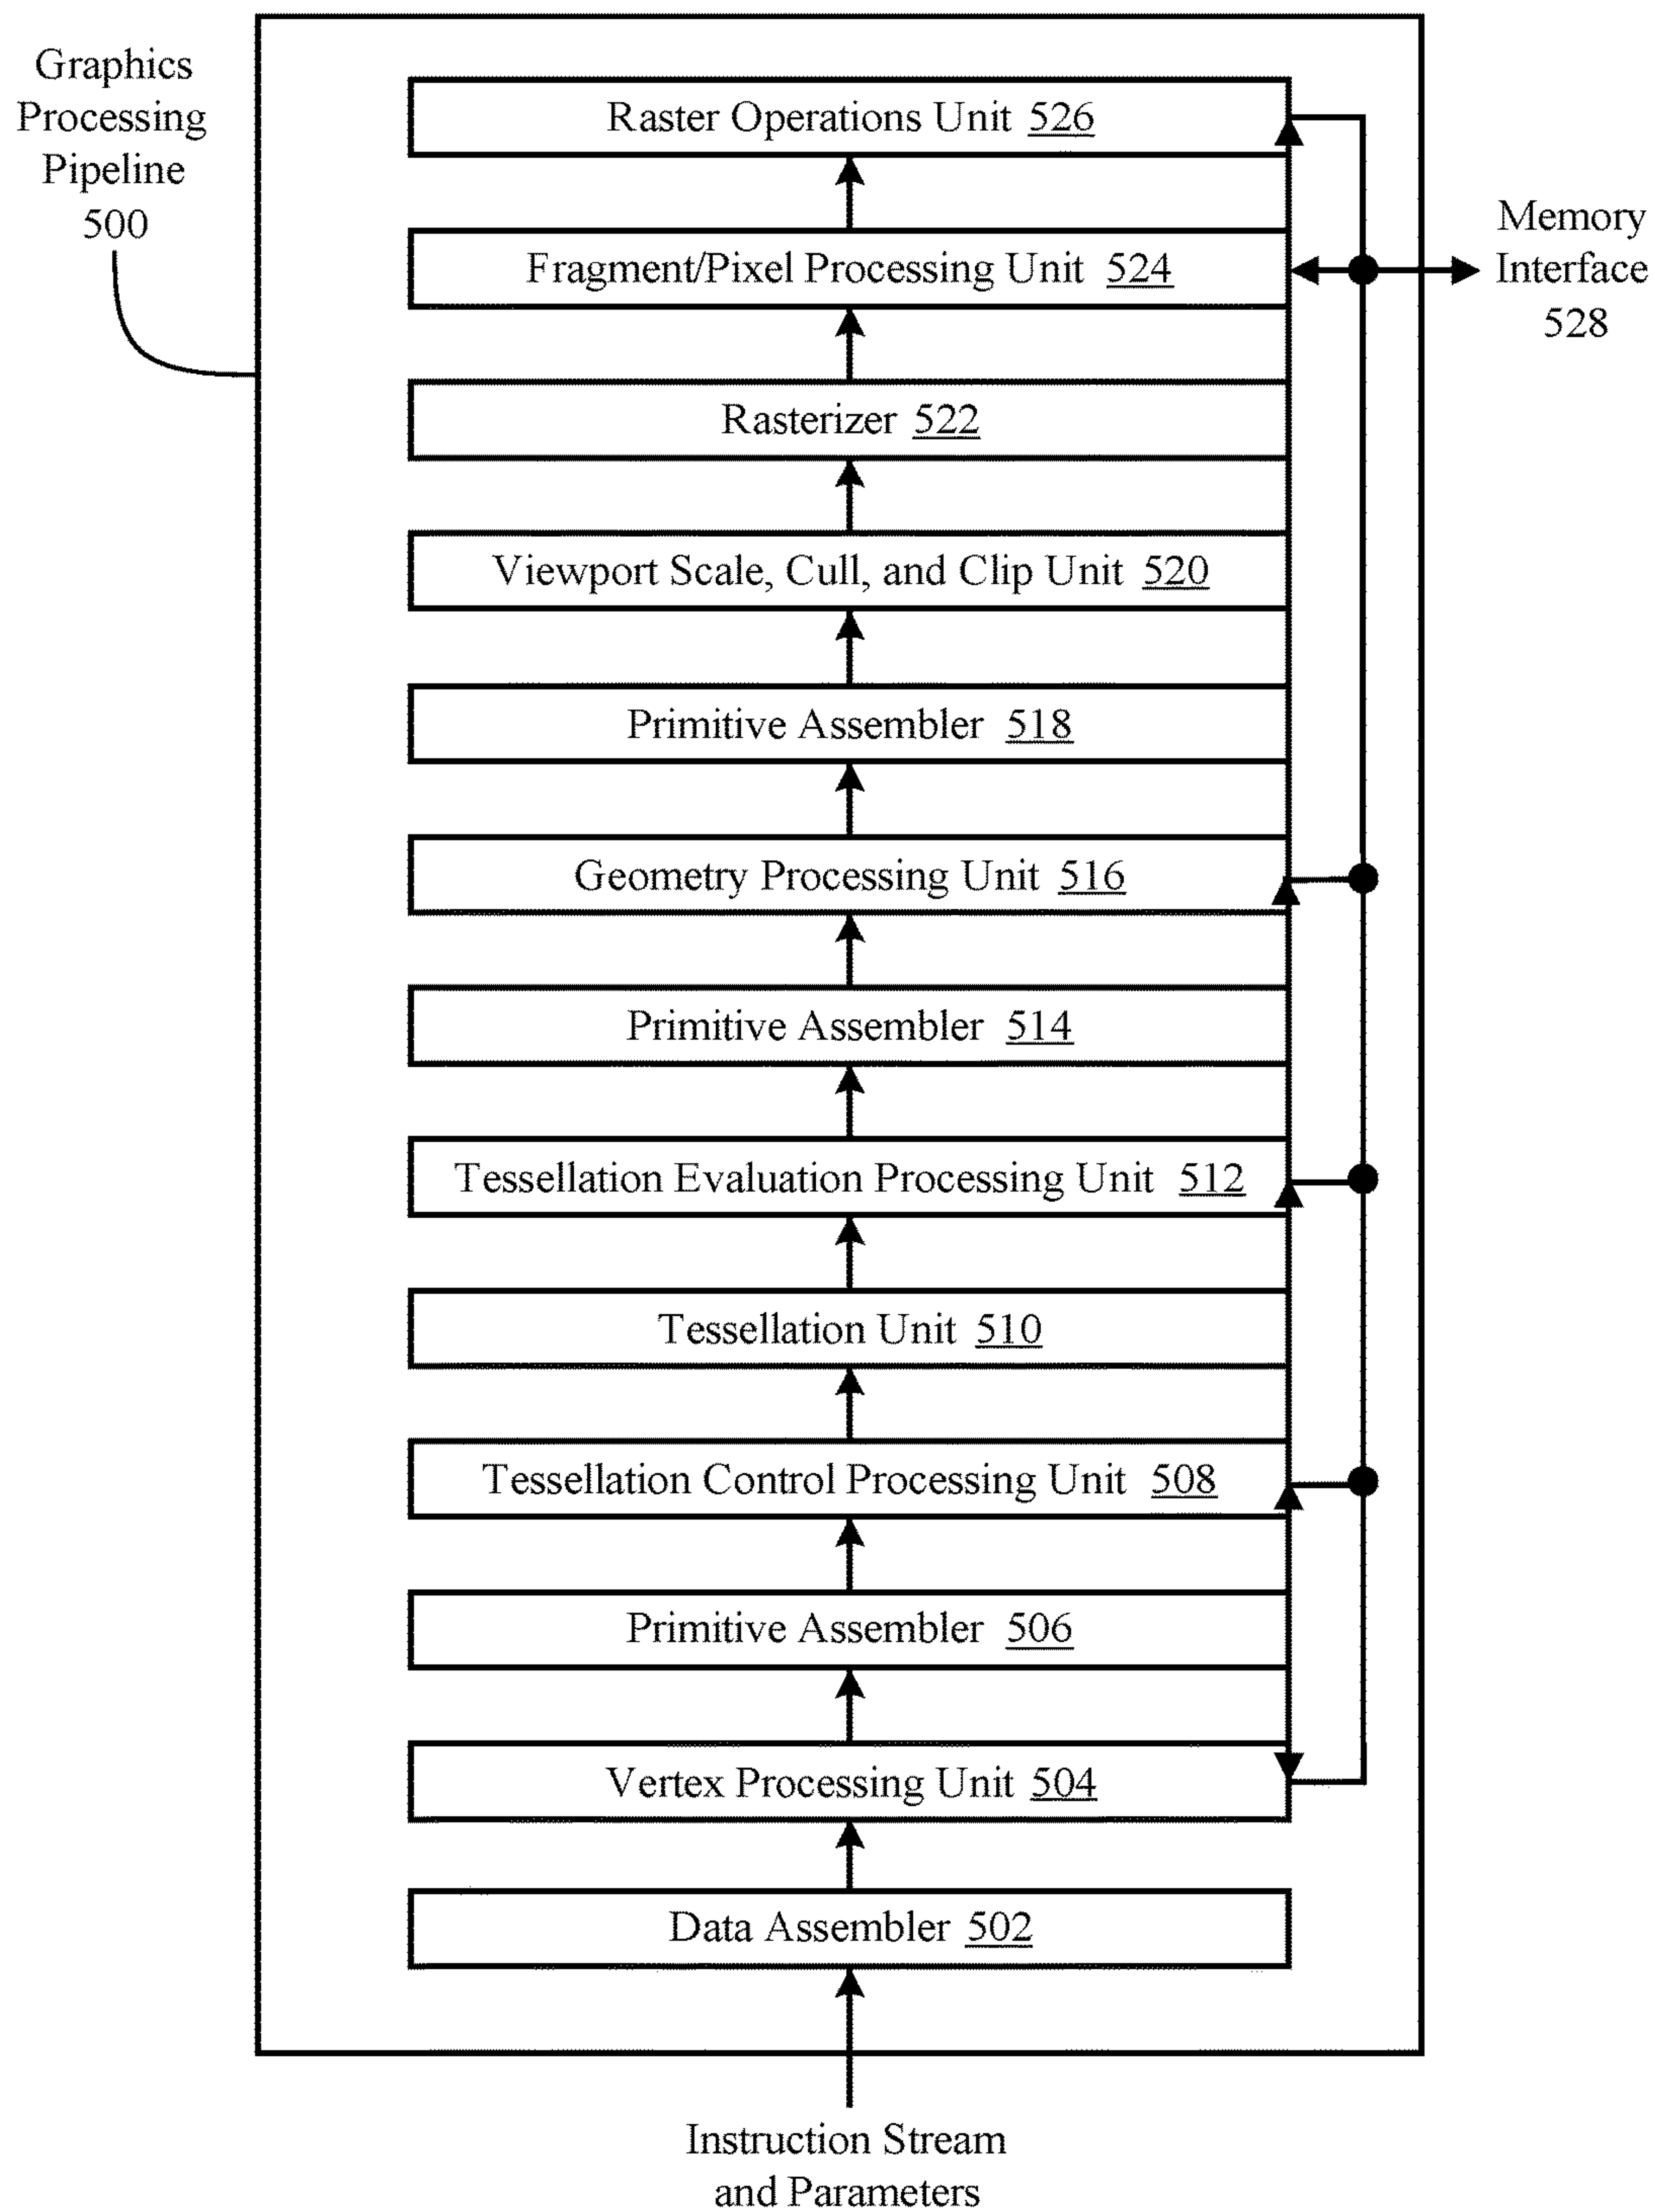 Graphics
Processing
Pipeline
500
Raster Operations Unit 526
Fragment/Pixel Processing Unit 524
Memory
Interface
528
Rasterizer 522
Viewport Scale, Cull, and Clip Unit 520
Primitive Assembler 518
Geometry Processing Unit 516
Primitive Assembler 514
Tessellation Evaluation Processing Unit 512
Tessellation Unit 510
Tessellation Control Processing Unit 508
Primitive Assembler 506
Vertex Processing Unit 504
Data Assembler 502
Instruction Stream
and Parameters